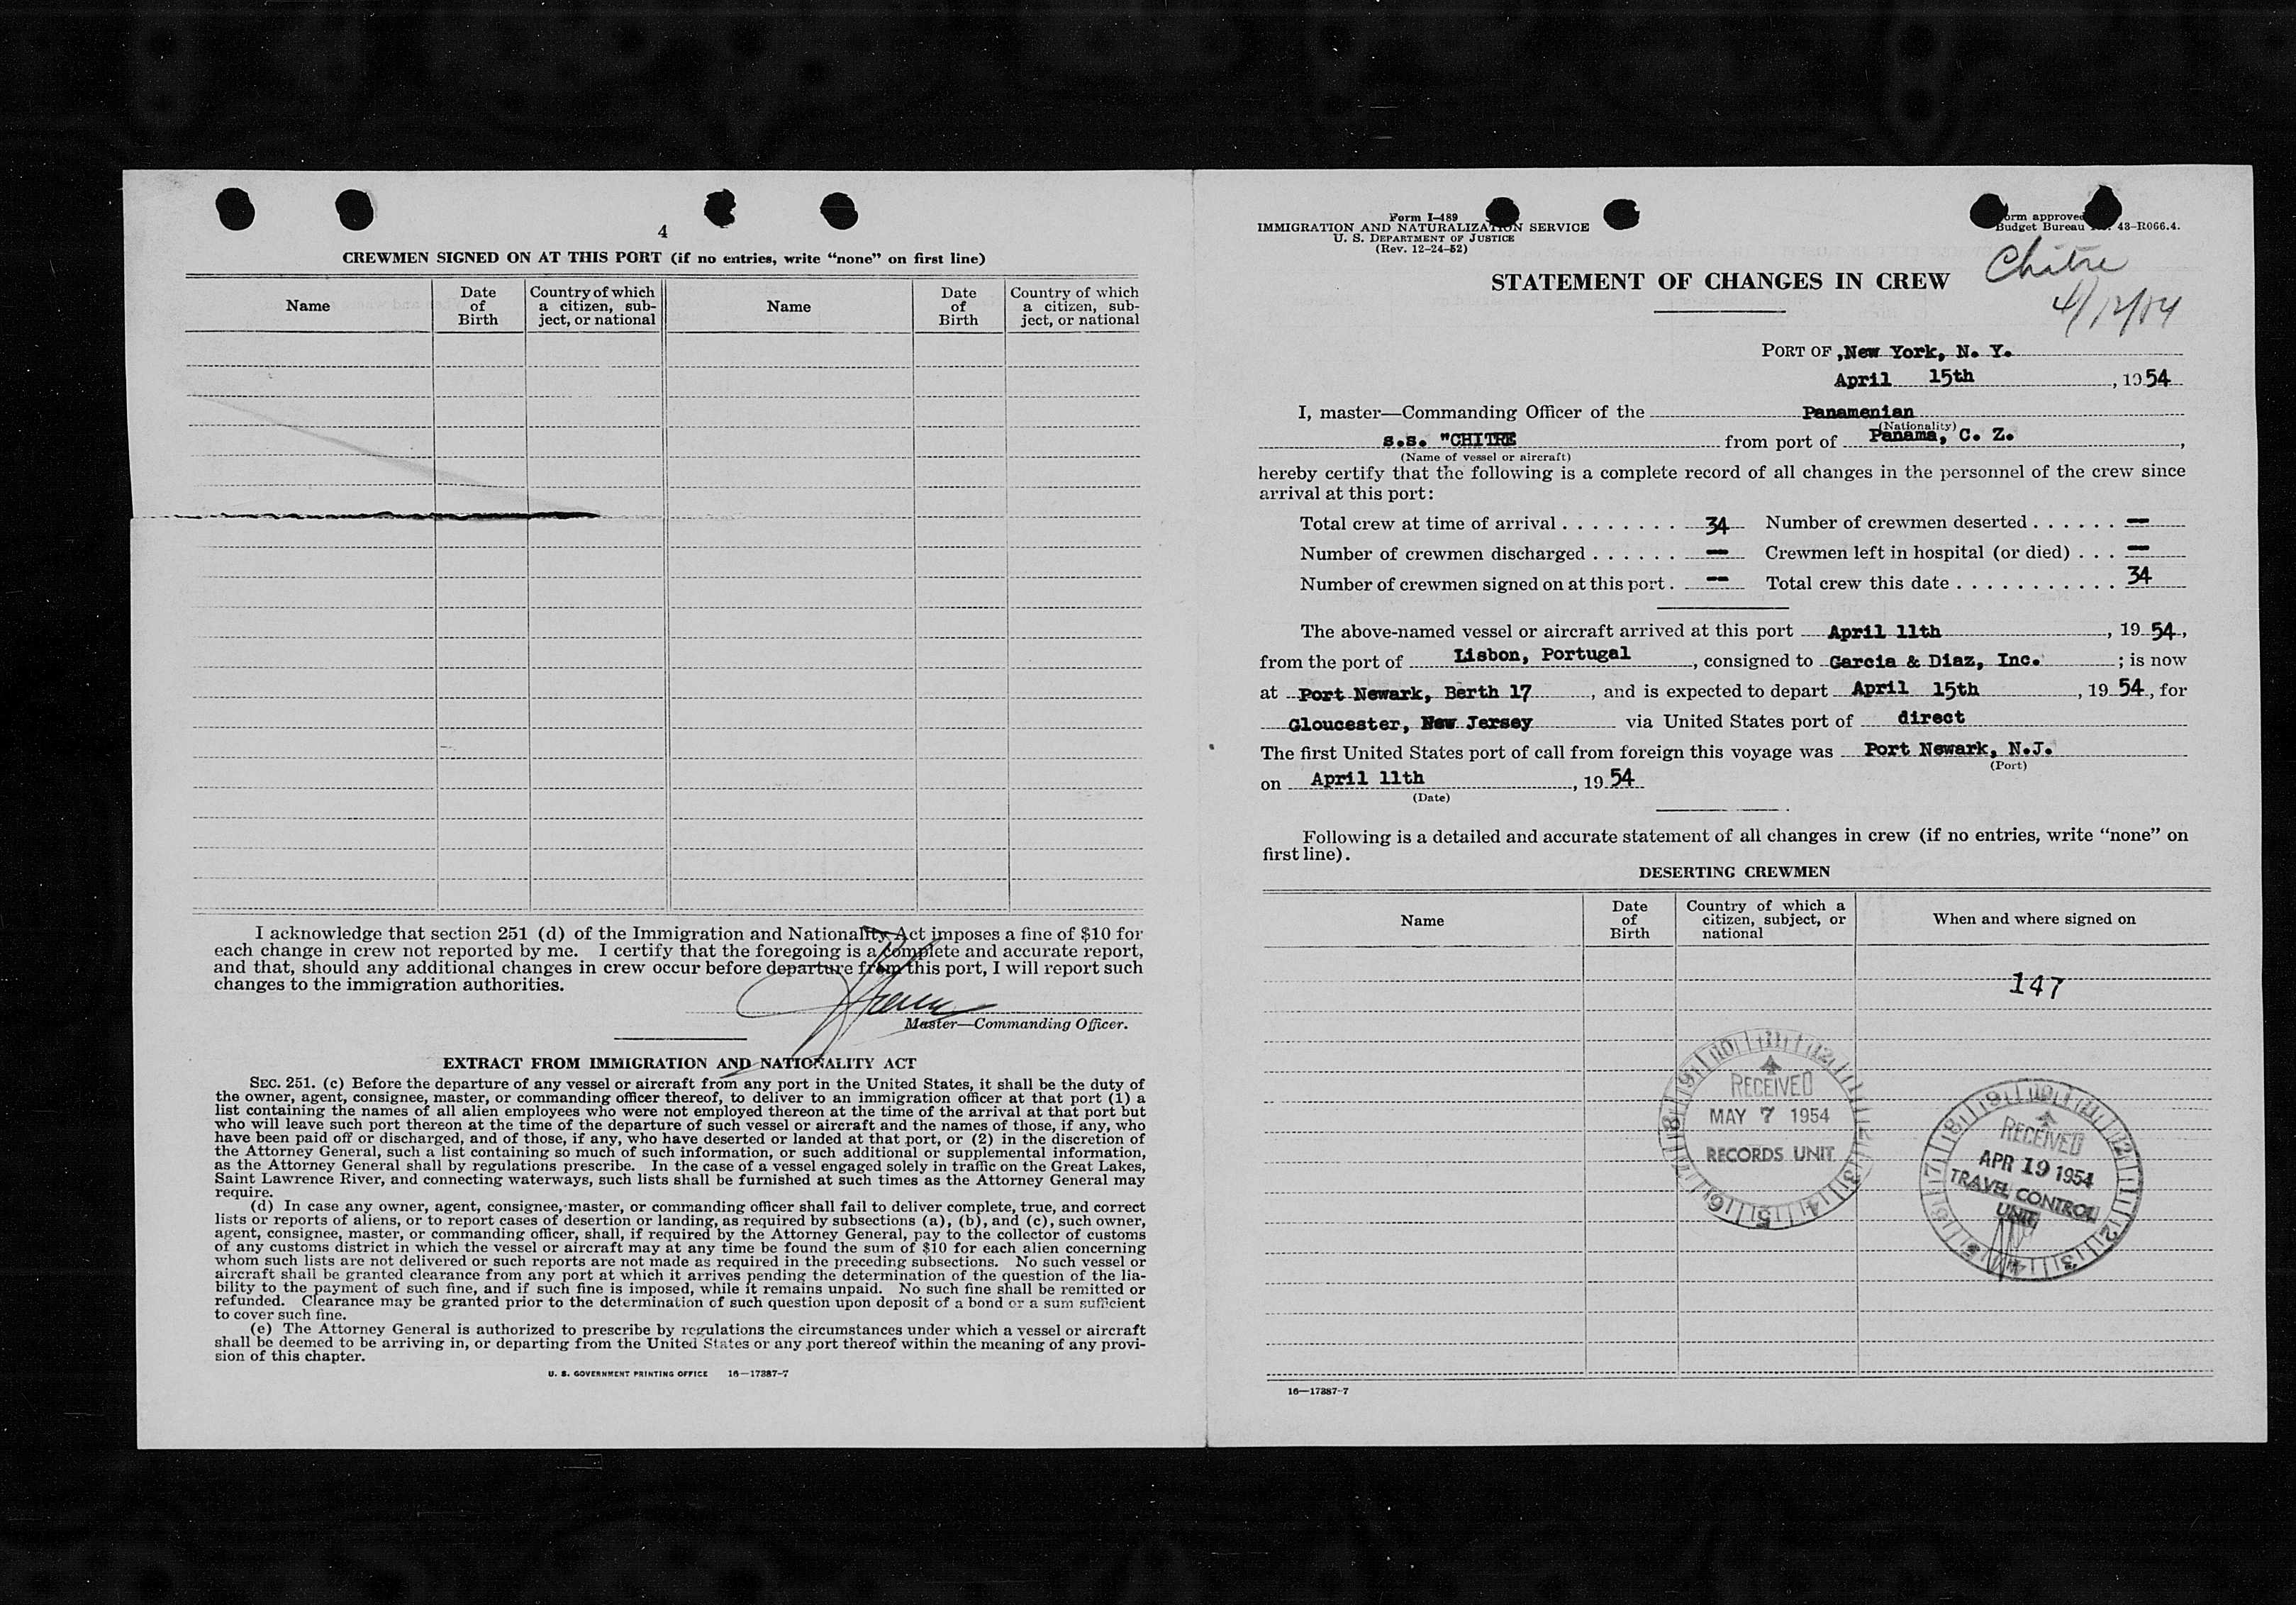 4
CREWMEN SIGNED ON AT THIS PORT (if no entries, write “none” on first line)
Name
Date of Birth
Country of which a citizen, sub-ject, or national
Name
Date of Birth
Country of which a citizen, sub-ject, or national
I acknowledge that section 251 (d) of the Immigration and Nationality Act imposes a fine of $10 for
each change in crew not reported by me. I certify that the foregoing is a complete and accurate report,
and that, should any additional changes in crew occur before departure from this port, I will report such
changes to the immigration authorities.
Master—Commanding Officer.
EXTRACT FROM IMMIGRATION AND NATIONALITY ACT
SEC. 251. (c) Before the departure of any vessel or aircraft from any port in the United States, it shall be the duty of
the owner, agent, consignee, master, or commanding officer thereof, to deliver to an immigration officer at that port (1) a
list containing the names of all alien employees who were not employed thereon at the time of the arrival at that port but
who will leave such port thereon at the time of the departure of such vessel or aircraft and the names of those, if any, who
have been paid off or discharged, and of those, if any, who have deserted or landed at that port, or (2) in the discretion of
the Attorney General, such a list containing so much of such information, or such additional or supplemental information,
as the Attorney General shall by regulations prescribe. In the case of a vessel engaged solely in traffic on the Great Lakes,
Saint Lawrence River, and connecting waterways, such lists shall be furnished at such times as the Attorney General may
require.
(d) In case any owner, agent, consignee, master, or commanding officer shall fail to deliver complete, true, and correct
lists or reports of aliens, or to report cases of desertion or landing, as required by subsections (a), (b), and (c), such owner,
agent, consignee, master, or commanding officer, shall, if required by the Attorney General, pay to the collector of customs
of any customs district in which the vessel or aircraft may at any time be found the sum of $10 for each alien concerning
whom such lists are not delivered or such reports are not made as required in the preceding subsections. No such vessel or
aircraft shall be granted clearance from any port at which it arrives pending the determination of the question of the lia-
bility to the payment of such fine, and if such fine is imposed, while it remains unpaid. No such fine shall be remitted or
refunded. Clearance may be granted prior to the determination of such question upon deposit of a bond or a sum sufficient
to cover such fine.
(e) The Attorney General is authorized to prescribe by regulations the circumstances under which a vessel or aircraft
shall be deemed to be arriving in, or departing from the United States or any port thereof within the meaning of any provi-
sion of this chapter.
U. S. GOVERNMENT PRINTING OFFICE 16—17387-7
Form I-489
IMMIGRATION AND NATURALIZATION SERVICE
U. S. DEPARTMENT OF JUSTICE
(Rev. 12-24-52)
orm approved
Budget Bureau 43-R066.4.
Chitre
4/12/54
STATEMENT OF CHANGES IN CREW
PORT OF ,New York, N. Y.
April 15th, 1954
I, master—Commanding Officer of the Panamenian
(Nationality)
s.s. "CHITRE from port of Panama, C. Z.,
(Name of vessel or aircraft)
hereby certify that the following is a complete record of all changes in the personnel of the crew since
arrival at this port:
Total crew at time of arrival . . . . . . . . 34 Number of crewmen deserted . . . . . . —
Number of crewmen discharged . . . . . . — Crewmen left in hospital (or died) . . . —
Number of crewmen signed on at this port . — Total crew this date . . . . . . . . . . . 34
The above-named vessel or aircraft arrived at this port April 11th, 1954,
from the port of Lisbon, Portugal, consigned to Garcia & Diaz, Inc. ; is now
at Port Newark, Berth 17, and is expected to depart April 15th, 1954, for
Gloucester, New Jersey via United States port of direct
The first United States port of call from foreign this voyage was Port Newark, N.J.
(Port)
on April 11th, 1954
(Date)
Following is a detailed and accurate statement of all changes in crew (if no entries, write “none” on
first line).
DESERTING CREWMEN
Name
Date of Birth
Country of which a citizen, subject, or national
When and where signed on
147
RECEIVED
MAY 7 1954
RECORDS UNIT
RECEIVED
APR 19 1954
TRAVEL CONTROL
UNIT
16—17387-7